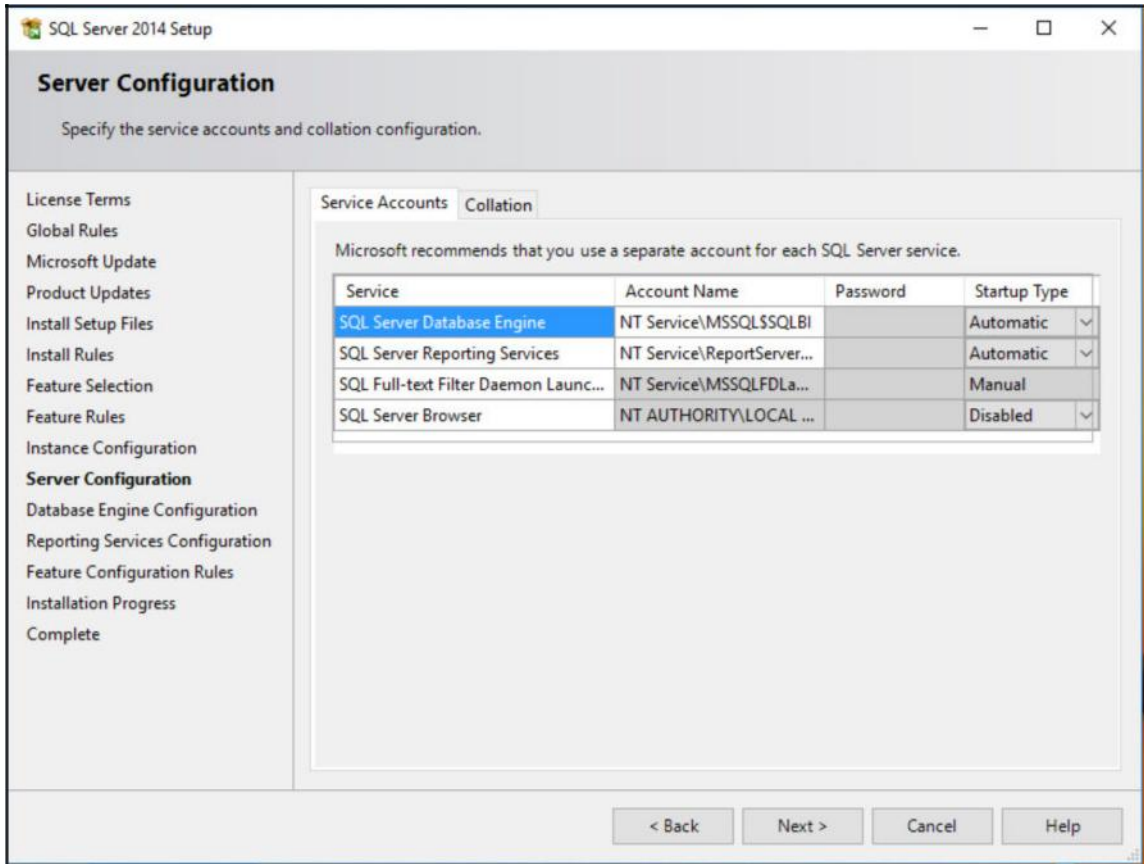 SQL Server 2014 Setup
Server Configuration
Specify the service accounts and collation configuration.
License Terms
Global Rules
Microsoft Update
Product Updates
Install Setup Files
Install Rules
Feature Selection
Feature Rules
Instance Configuration
Server Configuration
Database Engine Configuration
Reporting Services Configuration
Feature Configuration Rules
Installation Progress
Complete
Service Accounts Collation
Microsoft recommends that you use a separate account for each SQL Server service.
Service Account Name Password Startup Type
SQL Server Database Engine NT Service\MSSQL$SQLBI Automatic
SQL Server Reporting Services NT Service\ReportServer... Automatic
SQL Full-text Filter Daemon Launc... NT Service\MSSQLFDLa... Manual
SQL Server Browser NT AUTHORITY\LOCAL ... Disabled
< Back Next > Cancel Help